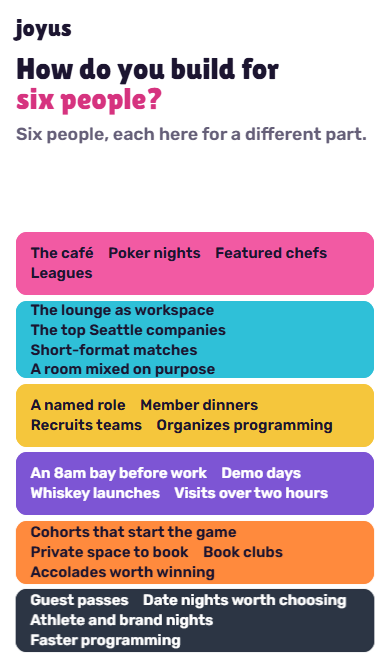 joyus
How do you build for
six people?
Six people, each here for a different part.
The café Poker nights Featured chefs
Leagues
The lounge as workspace
The top Seattle companies
Short-format matches
A room mixed on purpose
A named role Member dinners
Recruits teams Organizes programming
An 8am bay before work Demo days
Whiskey launches Visits over two hours
Cohorts that start the game
Private space to book Book clubs
Accolades worth winning
Guest passes Date nights worth choosing
Athlete and brand nights
Faster programming